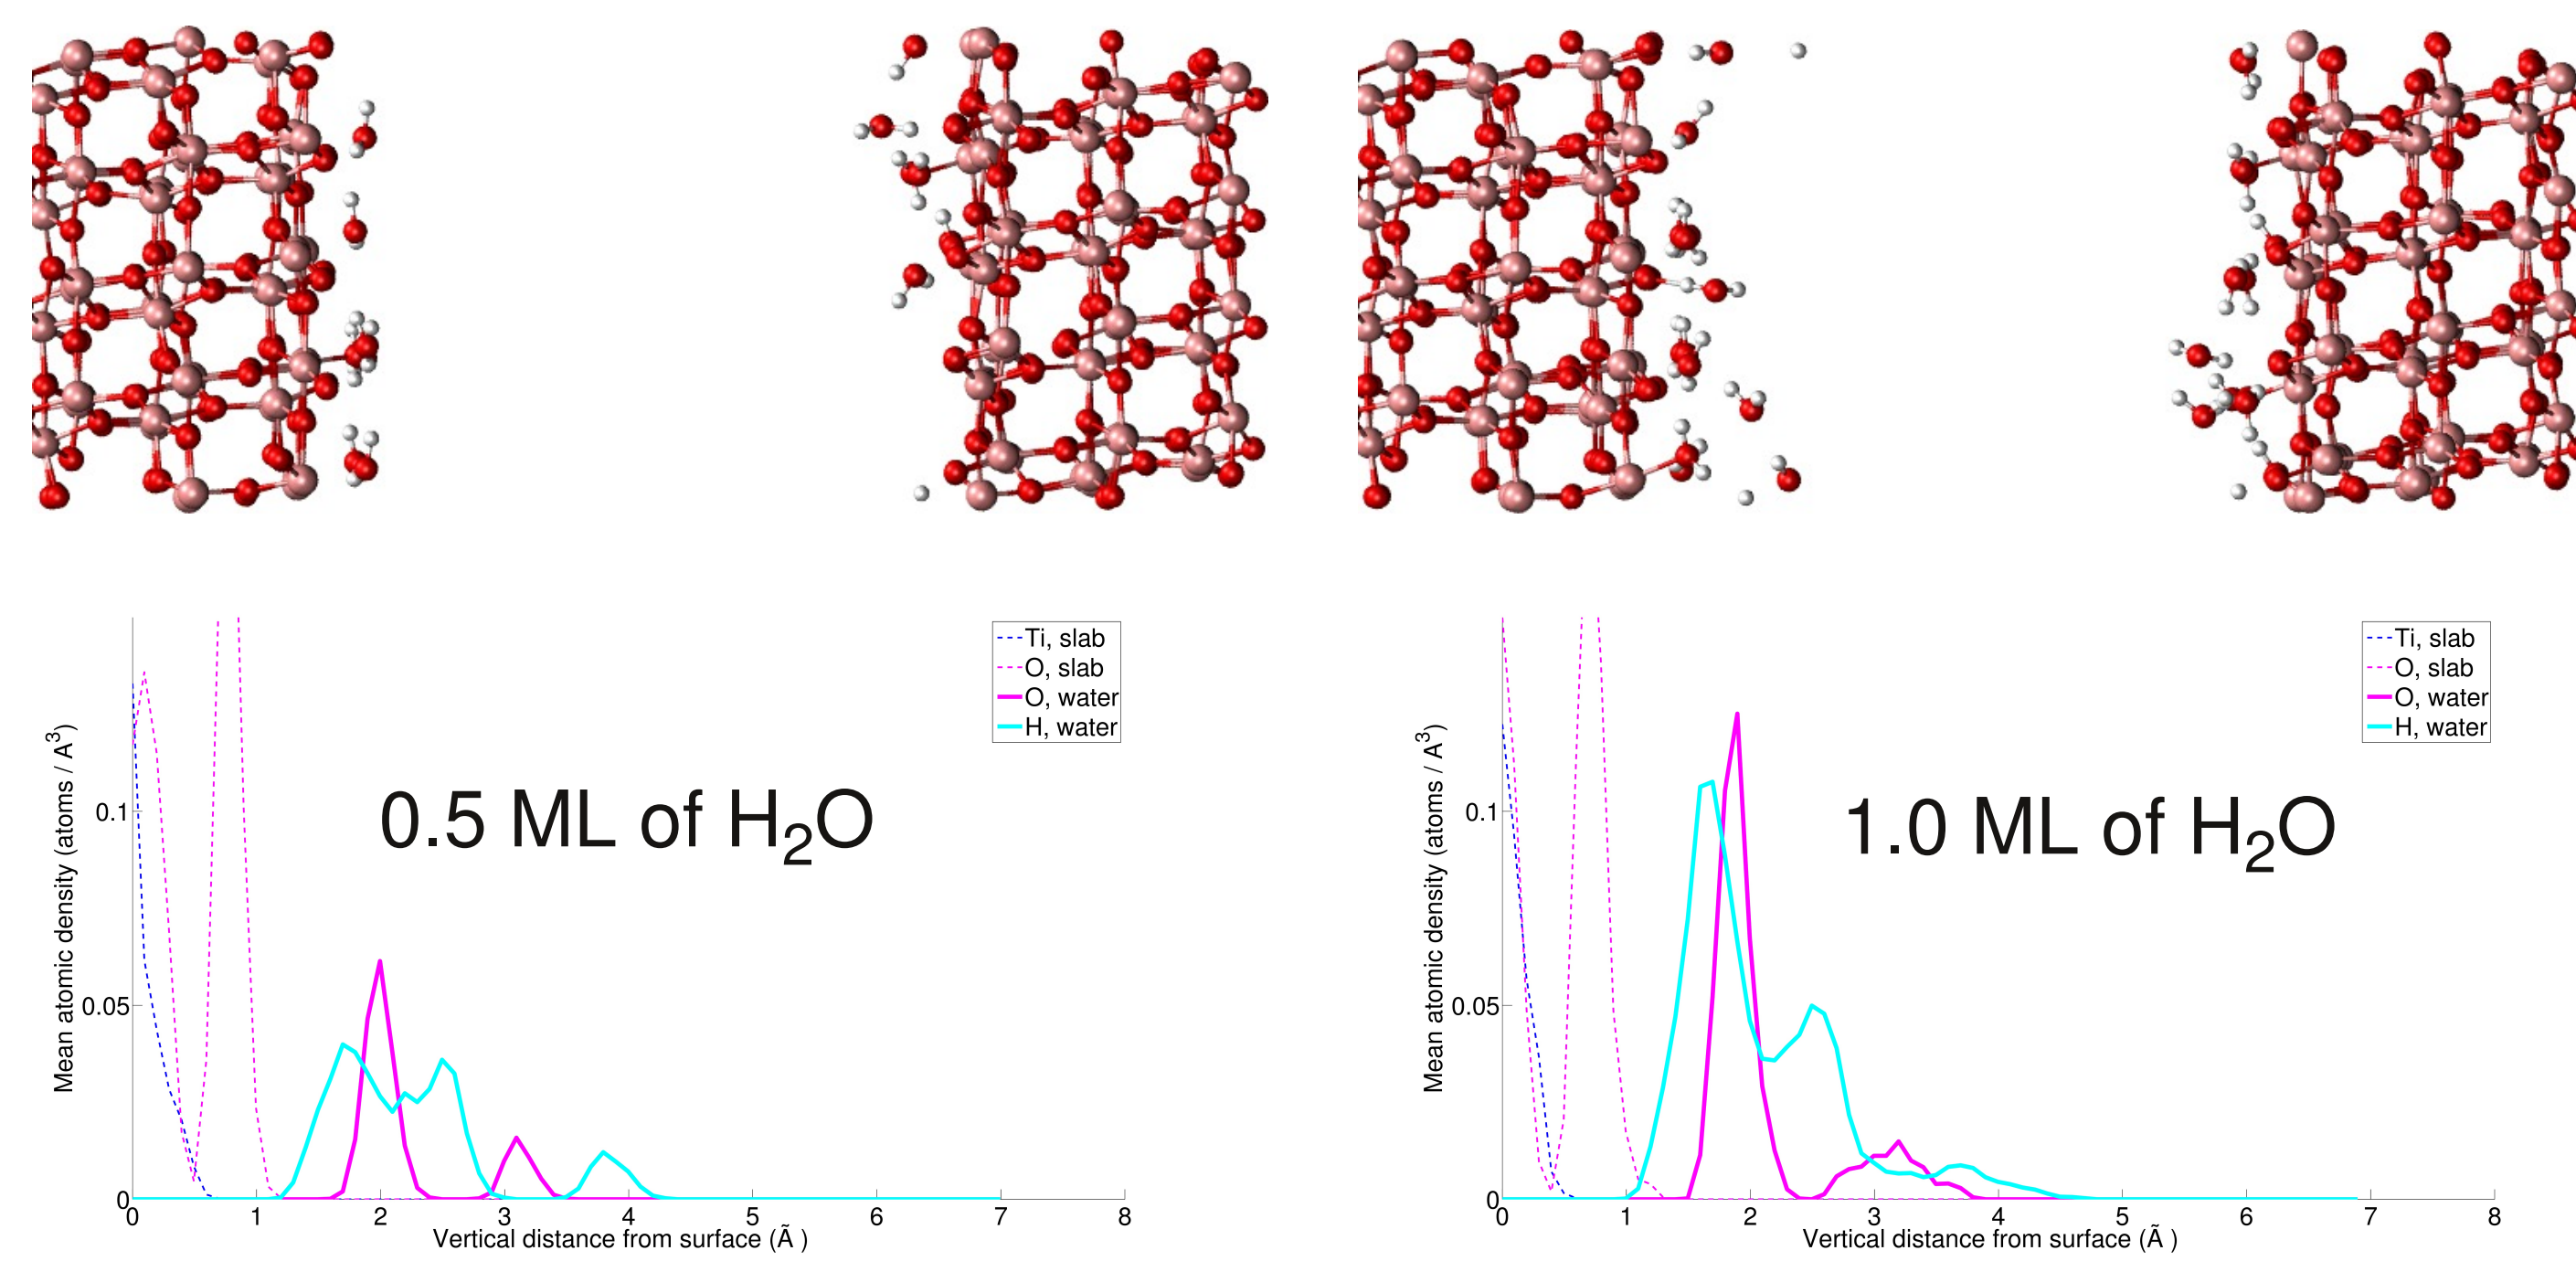 Ti, slab
O, slab
O, water
H, water
Mean atomic density (atoms / A³)
0.1
0.05
0
0.5 ML of H₂O
0 1 2 3 4 5 6 7 8
Vertical distance from surface (Ã )
Ti, slab
O, slab
O, water
H, water
Mean atomic density (atoms / A³)
0.1
0.05
0
1.0 ML of H₂O
0 1 2 3 4 5 6 7 8
Vertical distance from surface (Ã )